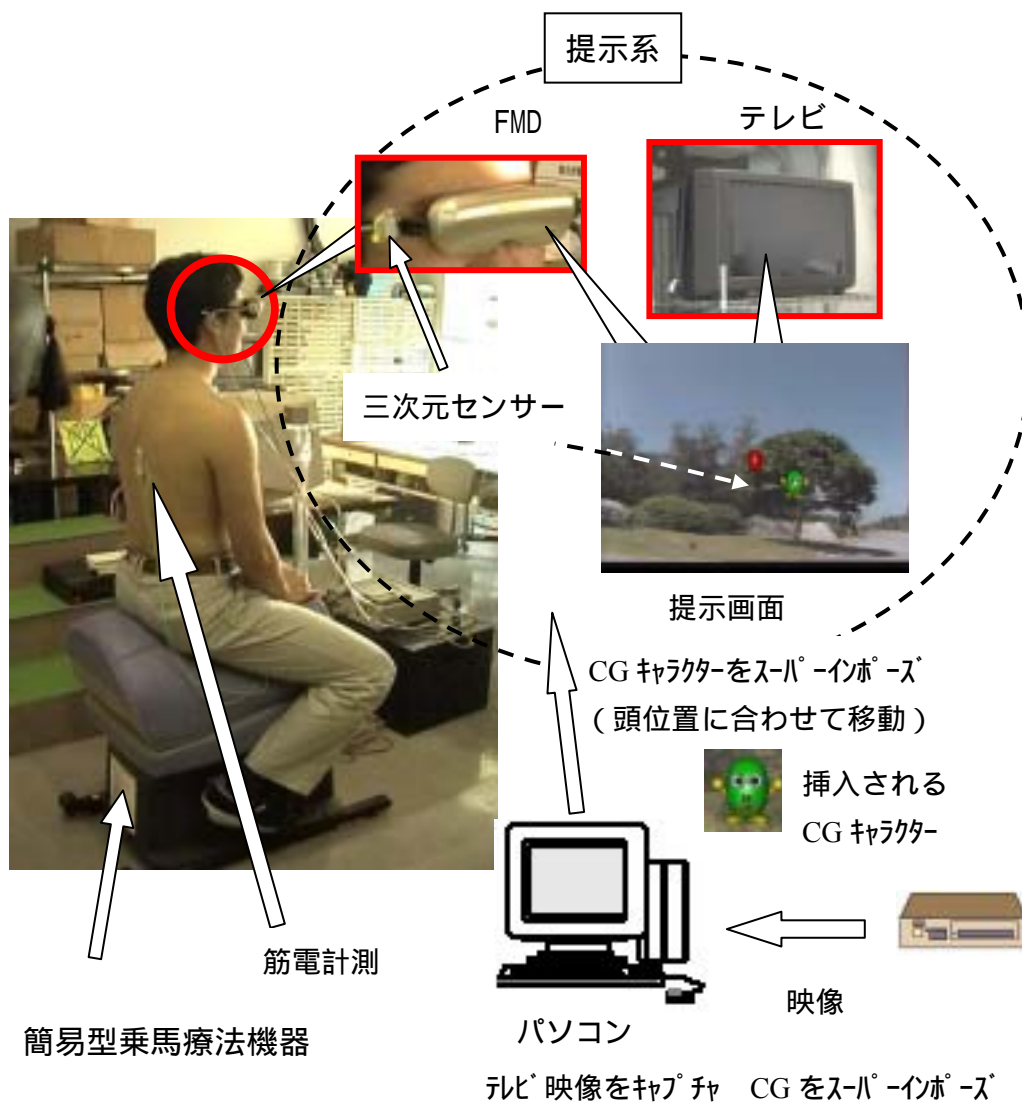 提示系
FMD
テレビ
三次元センサー
提示画面
CG ｷｬﾗｸﾀｰをｽｰﾊﾟｰｲﾝﾎﾟｰｽﾞ
（頭位置に合わせて移動）
挿入される
CG ｷｬﾗｸﾀｰ
筋電計測
映像
簡易型乗馬療法機器
パソコン
ﾃﾚﾋﾞ映像をｷｬﾌﾟﾁｬ　CG をｽｰﾊﾟｰｲﾝﾎﾟｰｽﾞ